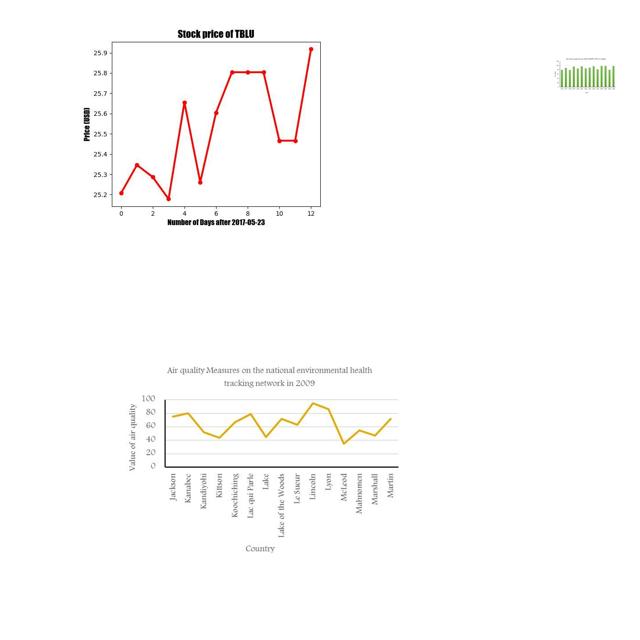 Stock price of TBLU
25.9
25.8
25.7
25.6
25.5
25.4
25.3
25.2
Price (USD)
0 2 4 6 8 10 12
Number of Days after 2017-05-23
Air quality Measures on the national environmental health
tracking network in 2009
100
80
60
40
20
0
Value of air quality
Jackson
Kanabec
Kandiyohi
Kittson
Koochiching
Lac qui Parle
Lake
Lake of the Woods
Le Sueur
Lincoln
Lyon
McLeod
Mahnomen
Marshall
Martin
Country